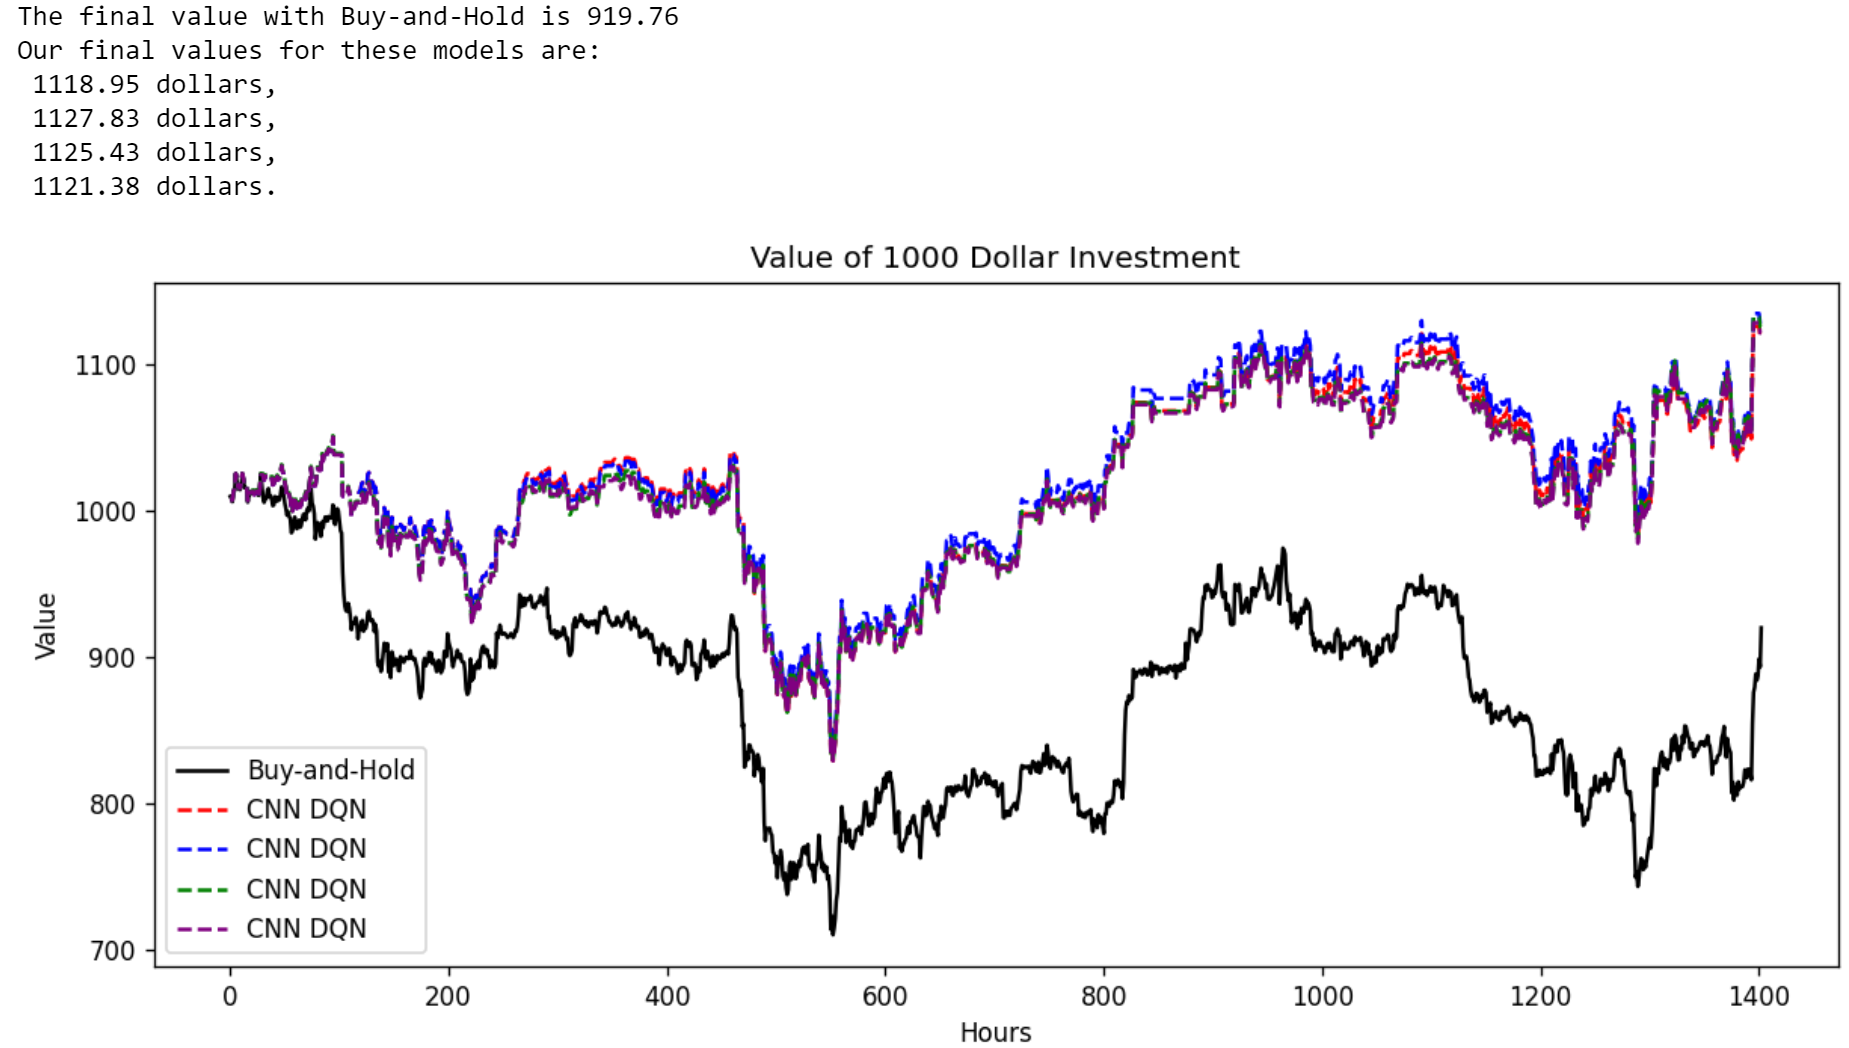 The final value with Buy-and-Hold is 919.76
Our final values for these models are:
1118.95 dollars,
1127.83 dollars,
1125.43 dollars,
1121.38 dollars.
Value of 1000 Dollar Investment
1100
1000
900
800
700
Value
Buy-and-Hold
CNN DQN
CNN DQN
CNN DQN
CNN DQN
0 200 400 600 800 1000 1200 1400
Hours